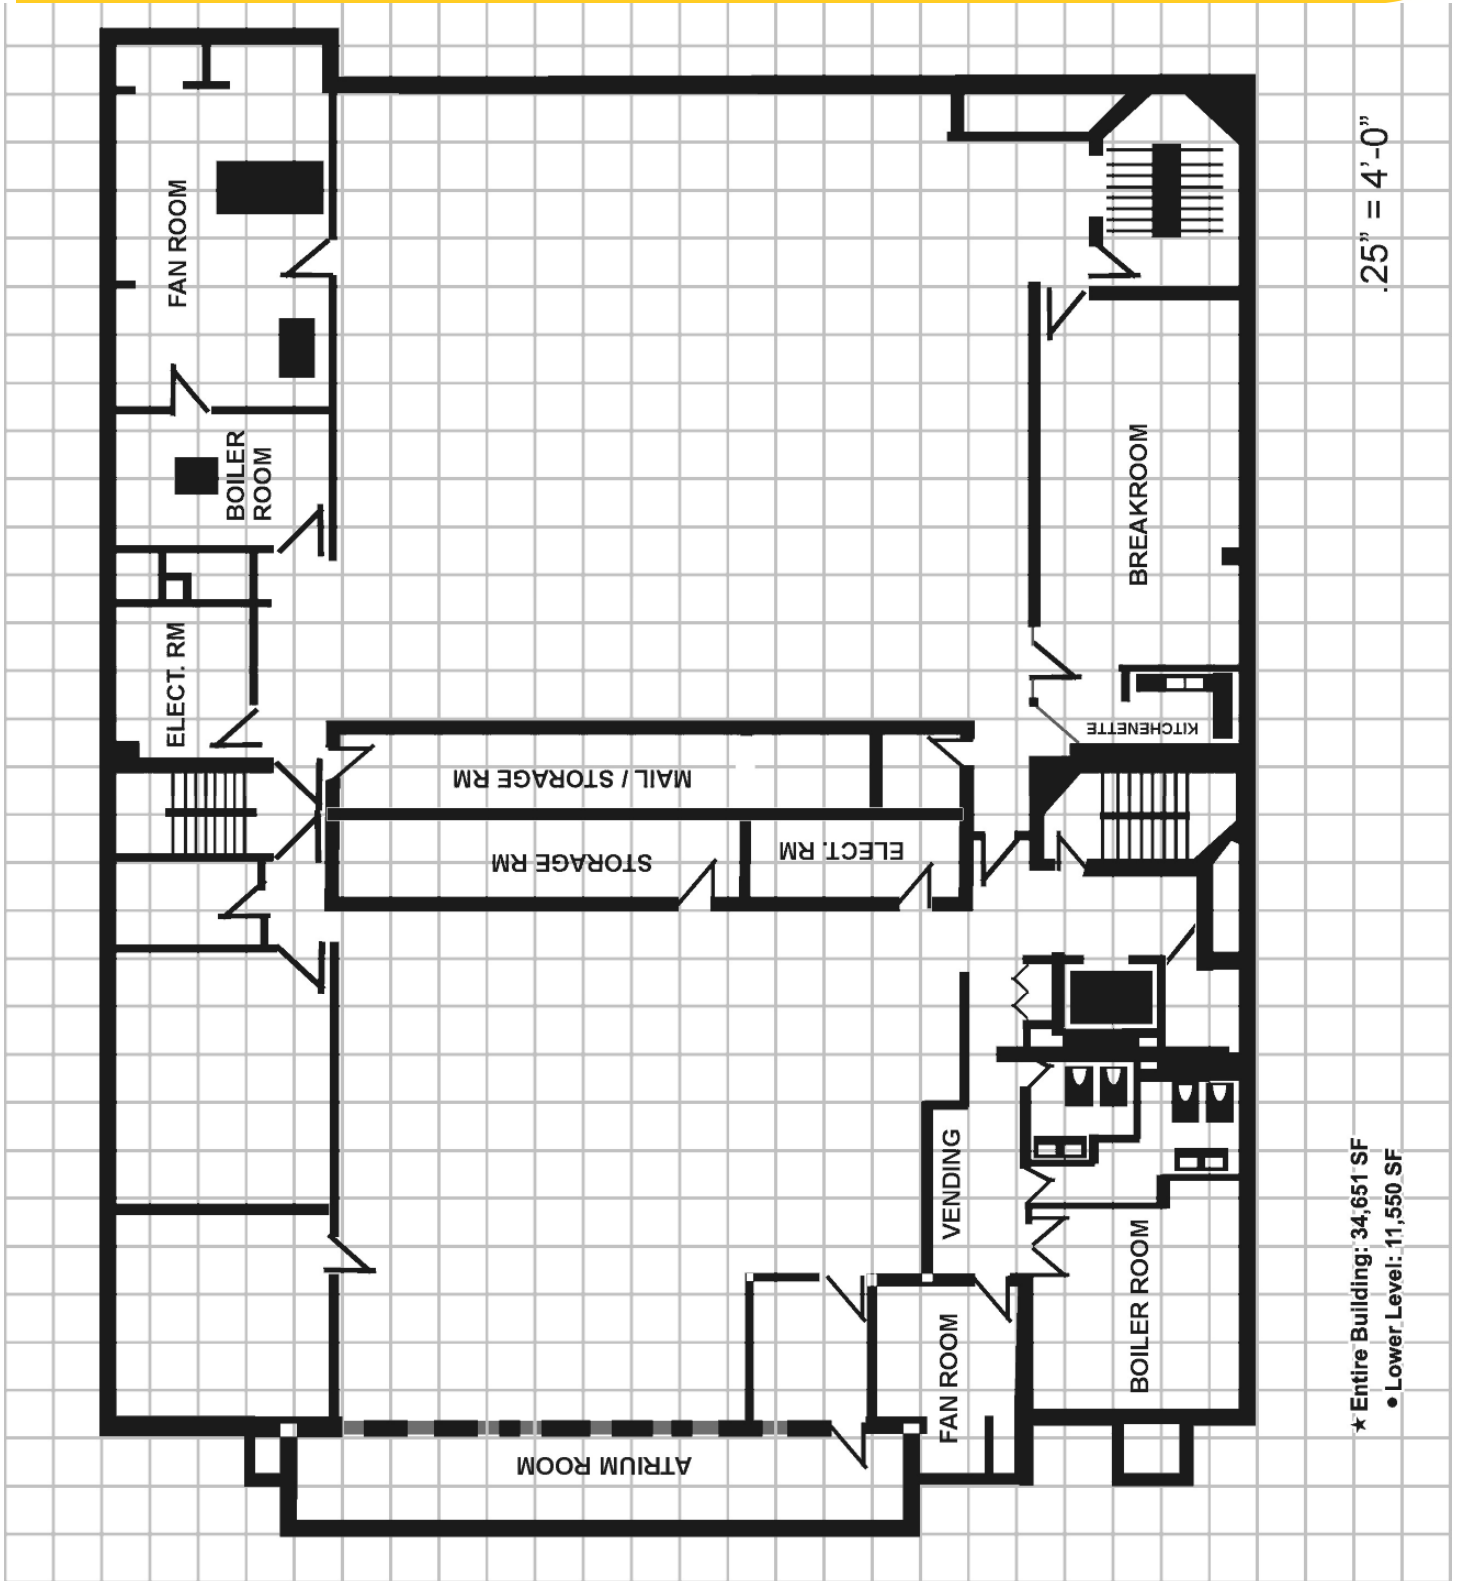 FAN ROOM
.25” = 4’-0”
BOILER
ROOM
BREAKROOM
ELECT. RM
KITCHENETTE
MAIL / STORAGE RM
STORAGE RM
ELECT. RM
VENDING
BOILER ROOM
FAN ROOM
ATRIUM ROOM
★ Entire Building: 34,651 SF
• Lower Level: 11,550 SF